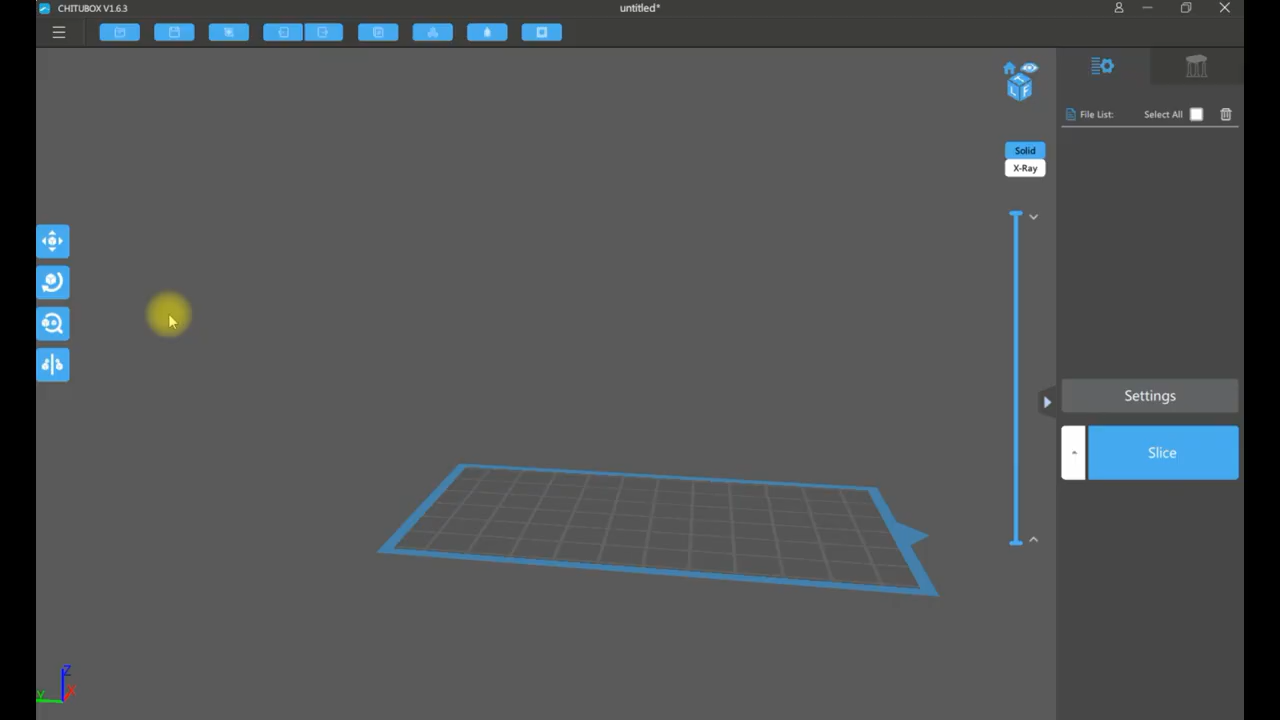 CHITUBOX V1.6.3
untitled*
File List:
Select All
Solid
X-Ray
Settings
Slice
Z
X
Y
T
L
F